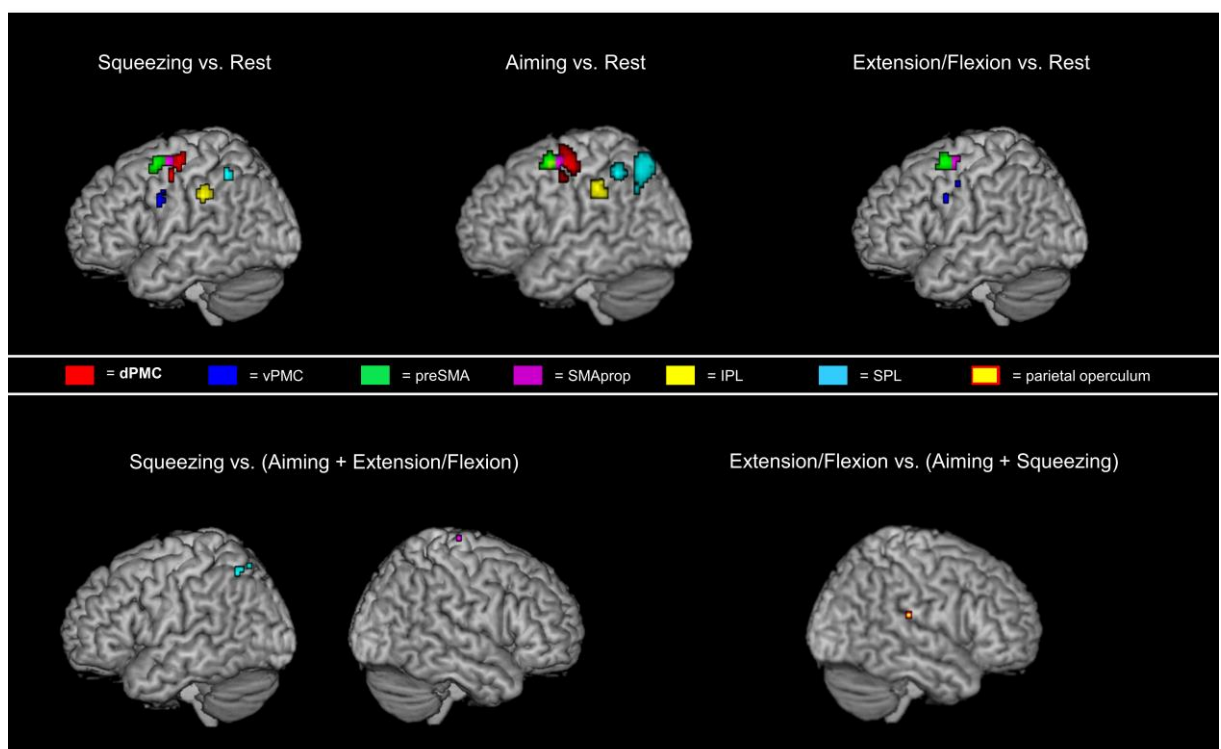 Squeezing vs. Rest
Aiming vs. Rest
Extension/Flexion vs. Rest
= dPMC
= vPMC
= preSMA
= SMAprop
= IPL
= SPL
= parietal operculum
Squeezing vs. (Aiming + Extension/Flexion)
Extension/Flexion vs. (Aiming + Squeezing)